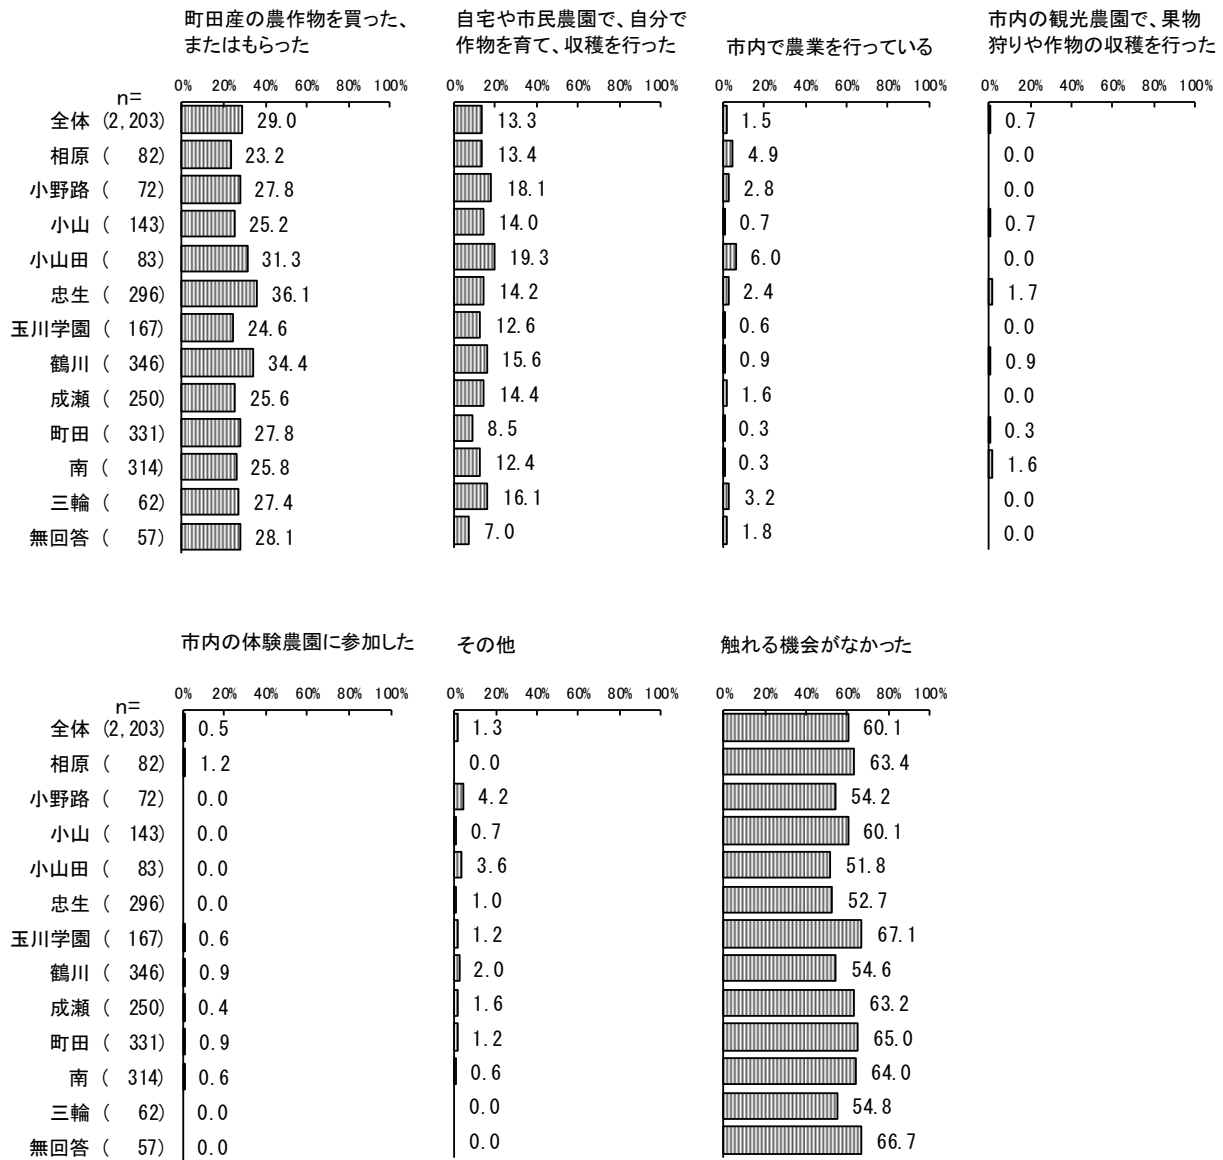 町田産の農作物を買った、
またはもらった
自宅や市民農園で、自分で
作物を育て、収穫を行った
市内で農業を行っている
市内の観光農園で、果物
狩りや作物の収穫を行った
0% 20% 40% 60% 80% 100% 0% 20% 40% 60% 80% 100% 0% 20% 40% 60% 80% 100% 0% 20% 40% 60% 80% 100%
n=
全体 (2,203) 29.0 13.3 1.5 0.7
相原 ( 82) 23.2 13.4 4.9 0.0
小野路 ( 72) 27.8 18.1 2.8 0.0
小山 ( 143) 25.2 14.0 0.7 0.7
小山田 ( 83) 31.3 19.3 6.0 0.0
忠生 ( 296) 36.1 14.2 2.4 1.7
玉川学園 ( 167) 24.6 12.6 0.6 0.0
鶴川 ( 346) 34.4 15.6 0.9 0.9
成瀬 ( 250) 25.6 14.4 1.6 0.0
町田 ( 331) 27.8 8.5 0.3 0.3
南 ( 314) 25.8 12.4 0.3 1.6
三輪 ( 62) 27.4 16.1 3.2 0.0
無回答 ( 57) 28.1 7.0 1.8 0.0
市内の体験農園に参加した その他 触れる機会がなかった
0% 20% 40% 60% 80% 100% 0% 20% 40% 60% 80% 100% 0% 20% 40% 60% 80% 100%
n=
全体 (2,203) 0.5 1.3 60.1
相原 ( 82) 1.2 0.0 63.4
小野路 ( 72) 0.0 4.2 54.2
小山 ( 143) 0.0 0.7 60.1
小山田 ( 83) 0.0 3.6 51.8
忠生 ( 296) 0.0 1.0 52.7
玉川学園 ( 167) 0.6 1.2 67.1
鶴川 ( 346) 0.9 2.0 54.6
成瀬 ( 250) 0.4 1.6 63.2
町田 ( 331) 0.9 1.2 65.0
南 ( 314) 0.6 0.6 64.0
三輪 ( 62) 0.0 0.0 54.8
無回答 ( 57) 0.0 0.0 66.7